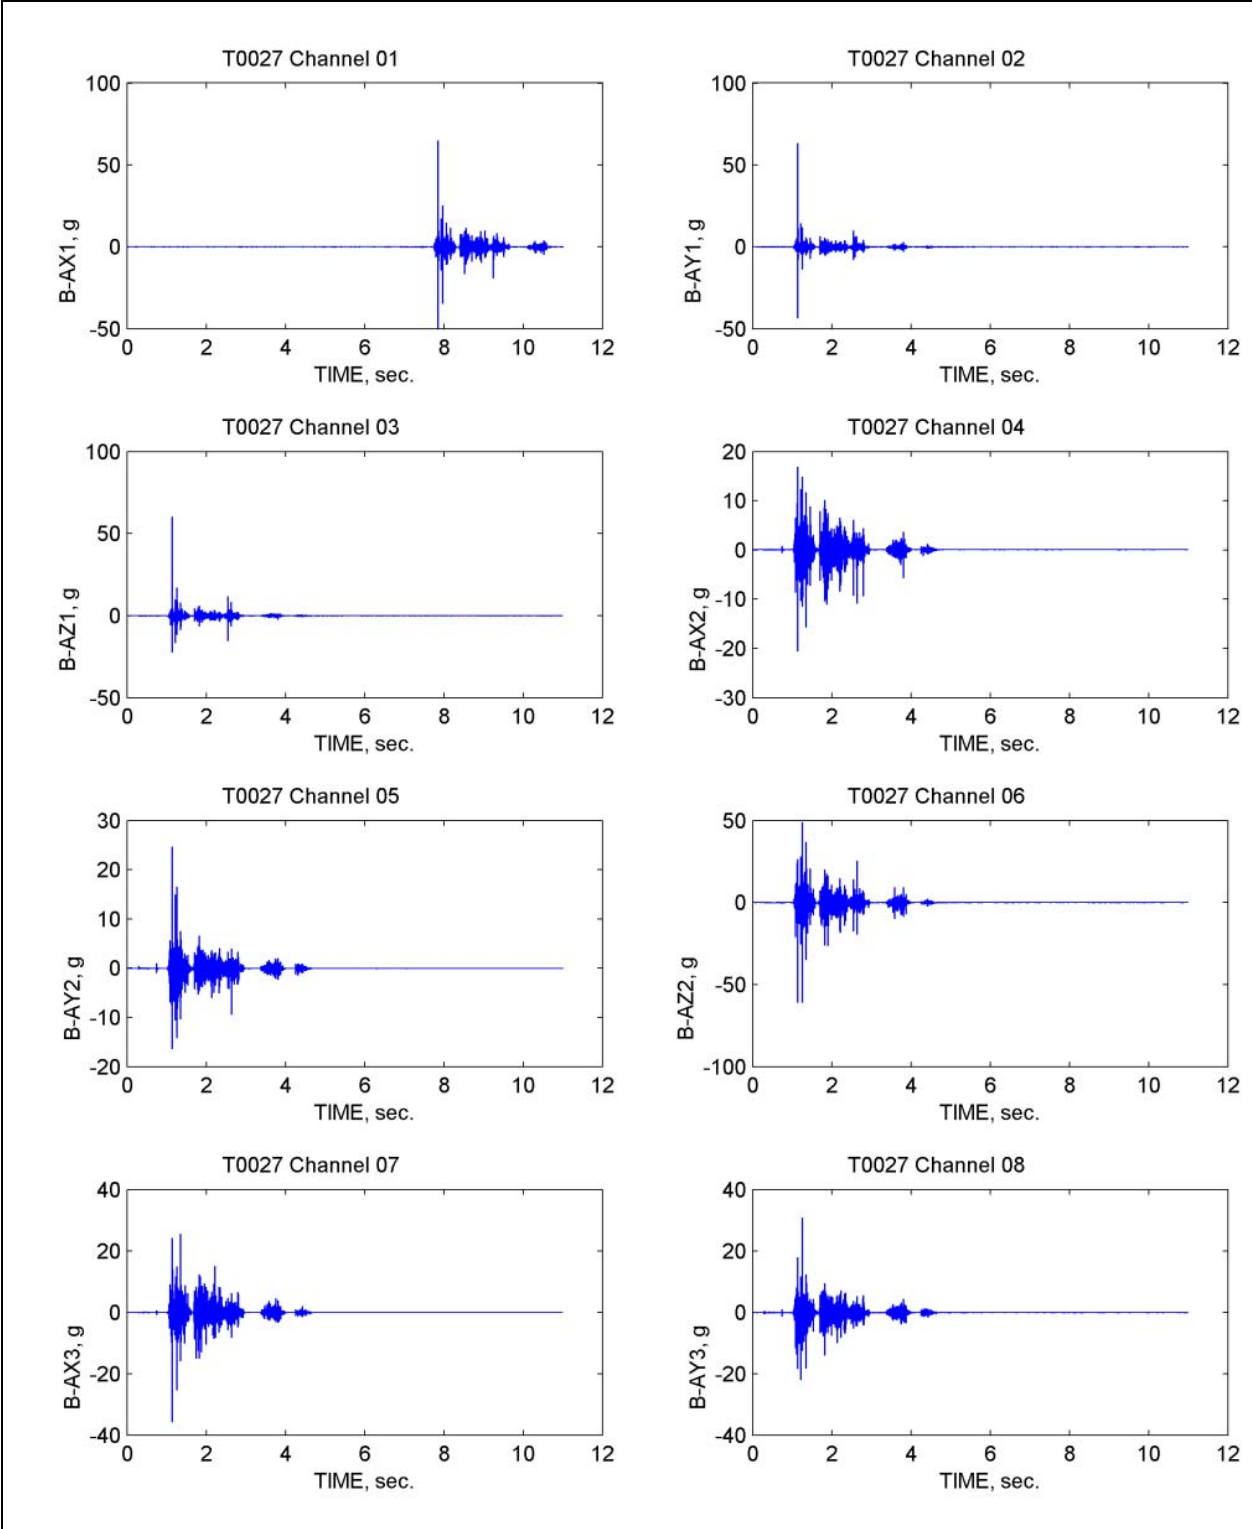 T0027 Channel 01
100
50
0
-50
B-AX1, g
0 2 4 6 8 10 12
TIME, sec.
T0027 Channel 02
100
50
0
-50
B-AY1, g
0 2 4 6 8 10 12
TIME, sec.
T0027 Channel 03
100
50
0
-50
B-AZ1, g
0 2 4 6 8 10 12
TIME, sec.
T0027 Channel 04
20
10
0
-10
-20
-30
B-AX2, g
0 2 4 6 8 10 12
TIME, sec.
T0027 Channel 05
30
20
10
0
-10
-20
B-AY2, g
0 2 4 6 8 10 12
TIME, sec.
T0027 Channel 06
50
0
-50
-100
B-AZ2, g
0 2 4 6 8 10 12
TIME, sec.
T0027 Channel 07
40
20
0
-20
-40
B-AX3, g
0 2 4 6 8 10 12
TIME, sec.
T0027 Channel 08
40
20
0
-20
-40
B-AY3, g
0 2 4 6 8 10 12
TIME, sec.